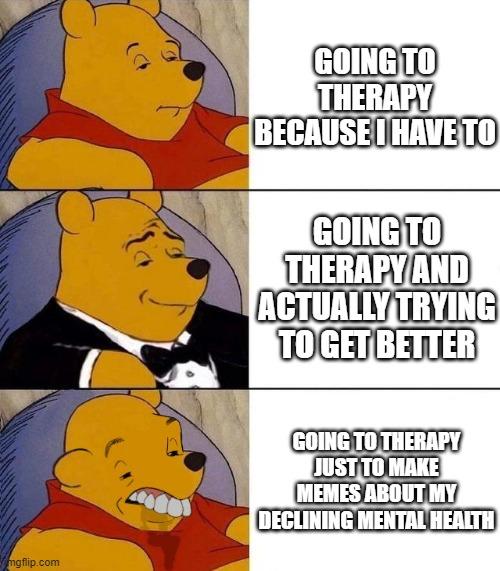 GOING TO
THERAPY
BECAUSE I HAVE TO
GOING TO
THERAPY AND
ACTUALLY TRYING
TO GET BETTER
GOING TO THERAPY
JUST TO MAKE
MEMES ABOUT MY
DECLINING MENTAL HEALTH
imgflip.com